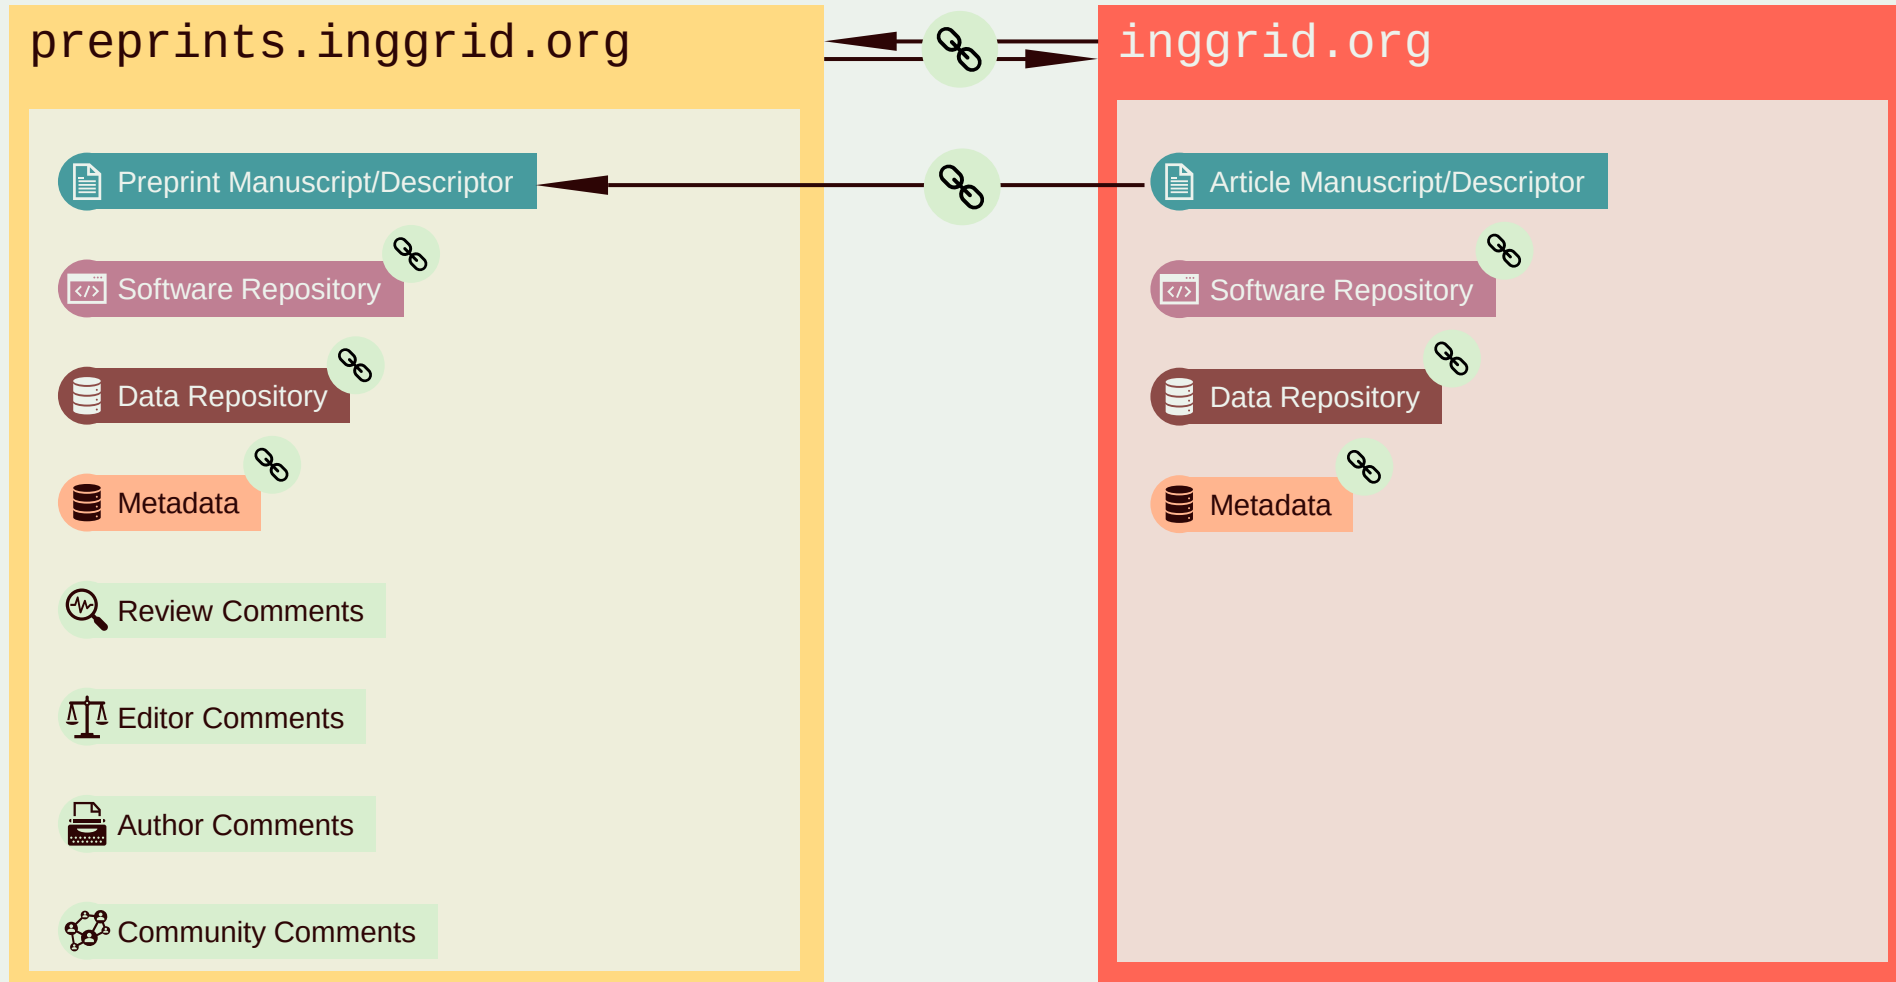 preprints.inggrid.org
Preprint Manuscript/Descriptor
Software Repository
Data Repository
Metadata
Review Comments
Editor Comments
Author Comments
Community Comments
inggrid.org
Article Manuscript/Descriptor
Software Repository
Data Repository
Metadata